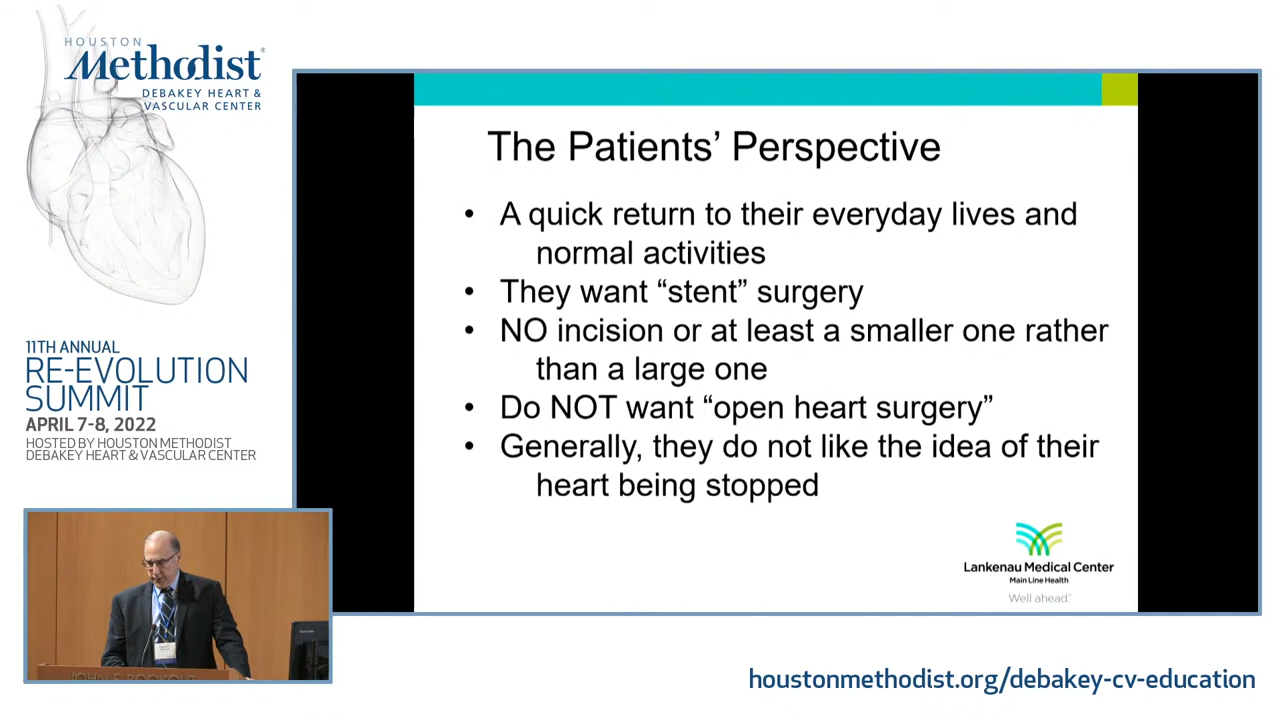 HOUSTON
Methodist®
DEBAKEY HEART &
VASCULAR CENTER
11TH ANNUAL
RE-EVOLUTION
SUMMIT
APRIL 7-8, 2022
HOSTED BY HOUSTON METHODIST
DEBAKEY HEART & VASCULAR CENTER
The Patients’ Perspective
• A quick return to their everyday lives and
normal activities
• They want “stent” surgery
• NO incision or at least a smaller one rather
than a large one
• Do NOT want “open heart surgery”
• Generally, they do not like the idea of their
heart being stopped
Lankenau Medical Center
Main Line Health
Well ahead.
houstonmethodist.org/debakey-cv-education